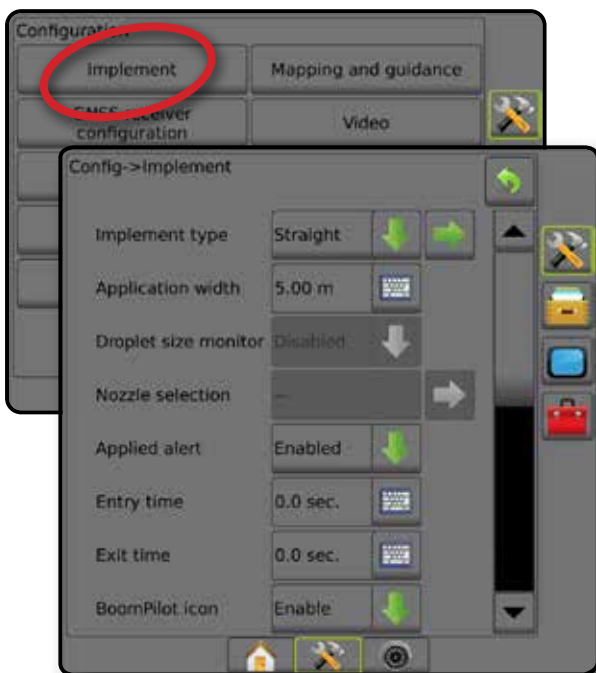 Configuration
Implement
Mapping and guidance
GNSS receiver
configuration
Video
Config->Implement
Implement type
Straight
Application width
5.00 m
Droplet size monitor
Disabled
Nozzle selection
--
Applied alert
Enabled
Entry time
0.0 sec.
Exit time
0.0 sec.
BoomPilot icon
Enable